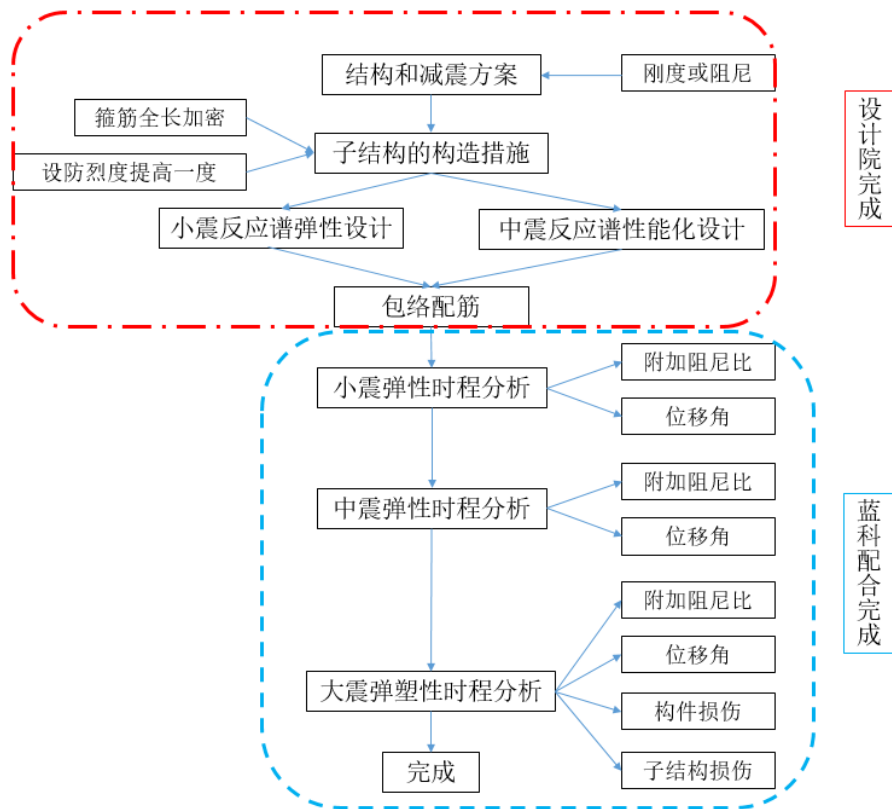 结构和减震方案
刚度或阻尼
箍筋全长加密
子结构的构造措施
设防烈度提高一度
小震反应谱弹性设计
中震反应谱性能化设计
包络配筋
设计院完成
附加阻尼比
小震弹性时程分析
位移角
附加阻尼比
中震弹性时程分析
位移角
附加阻尼比
位移角
大震弹塑性时程分析
构件损伤
完成
子结构损伤
蓝科配合完成